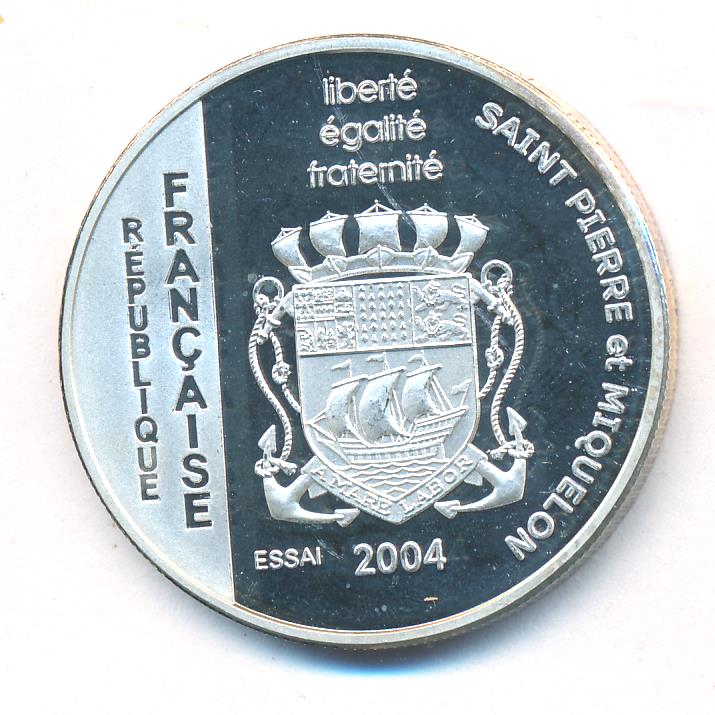 liberté
égalité
fraternité
RÉPUBLIQUE
FRANÇAISE
SAINT PIERRE et MIQUELON
A MARE LABOR
ESSAI 2004